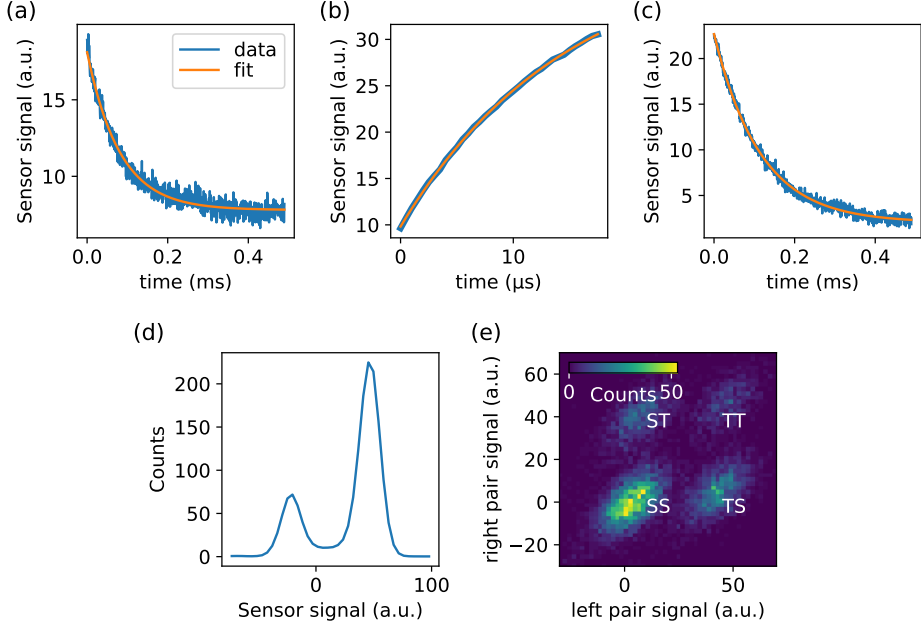 (a)
Sensor signal (a.u.)
15
10
data
fit
0.0 0.2 0.4
time (ms)
(b)
Sensor signal (a.u.)
30
25
20
15
10
0 10
time (µs)
(c)
Sensor signal (a.u.)
20
15
10
5
0.0 0.2 0.4
time (ms)
(d)
Counts
200
150
100
50
0
0 100
Sensor signal (a.u.)
(e)
right pair signal (a.u.)
60
40
20
0
−20
0 Counts 50
ST TT
SS TS
0 50
left pair signal (a.u.)